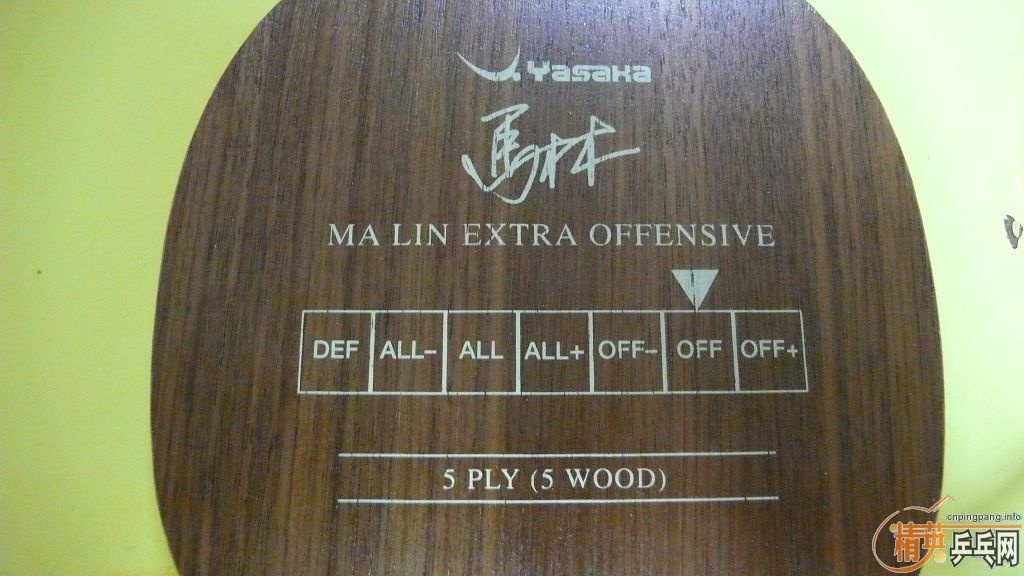 Yasaka
馬林
MA LIN EXTRA OFFENSIVE
DEF ALL- ALL ALL+ OFF- OFF OFF+
5 PLY (5 WOOD)
cnpingpang.info
精英乒乓网